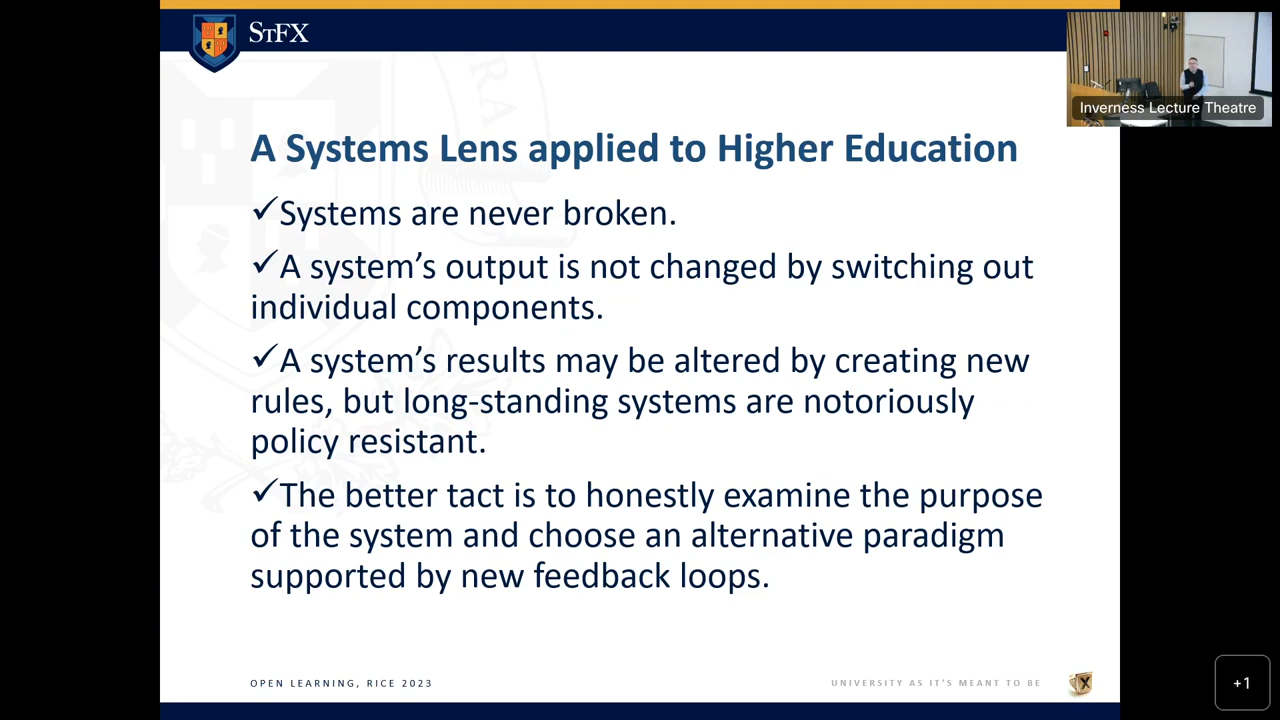 STFX
Inverness Lecture Theatre
A Systems Lens applied to Higher Education
✓Systems are never broken.
✓A system’s output is not changed by switching out
individual components.
✓A system’s results may be altered by creating new
rules, but long-standing systems are notoriously
policy resistant.
✓The better tact is to honestly examine the purpose
of the system and choose an alternative paradigm
supported by new feedback loops.
OPEN LEARNING, RICE 2023
UNIVERSITY AS IT'S MEANT TO BE
X
+1